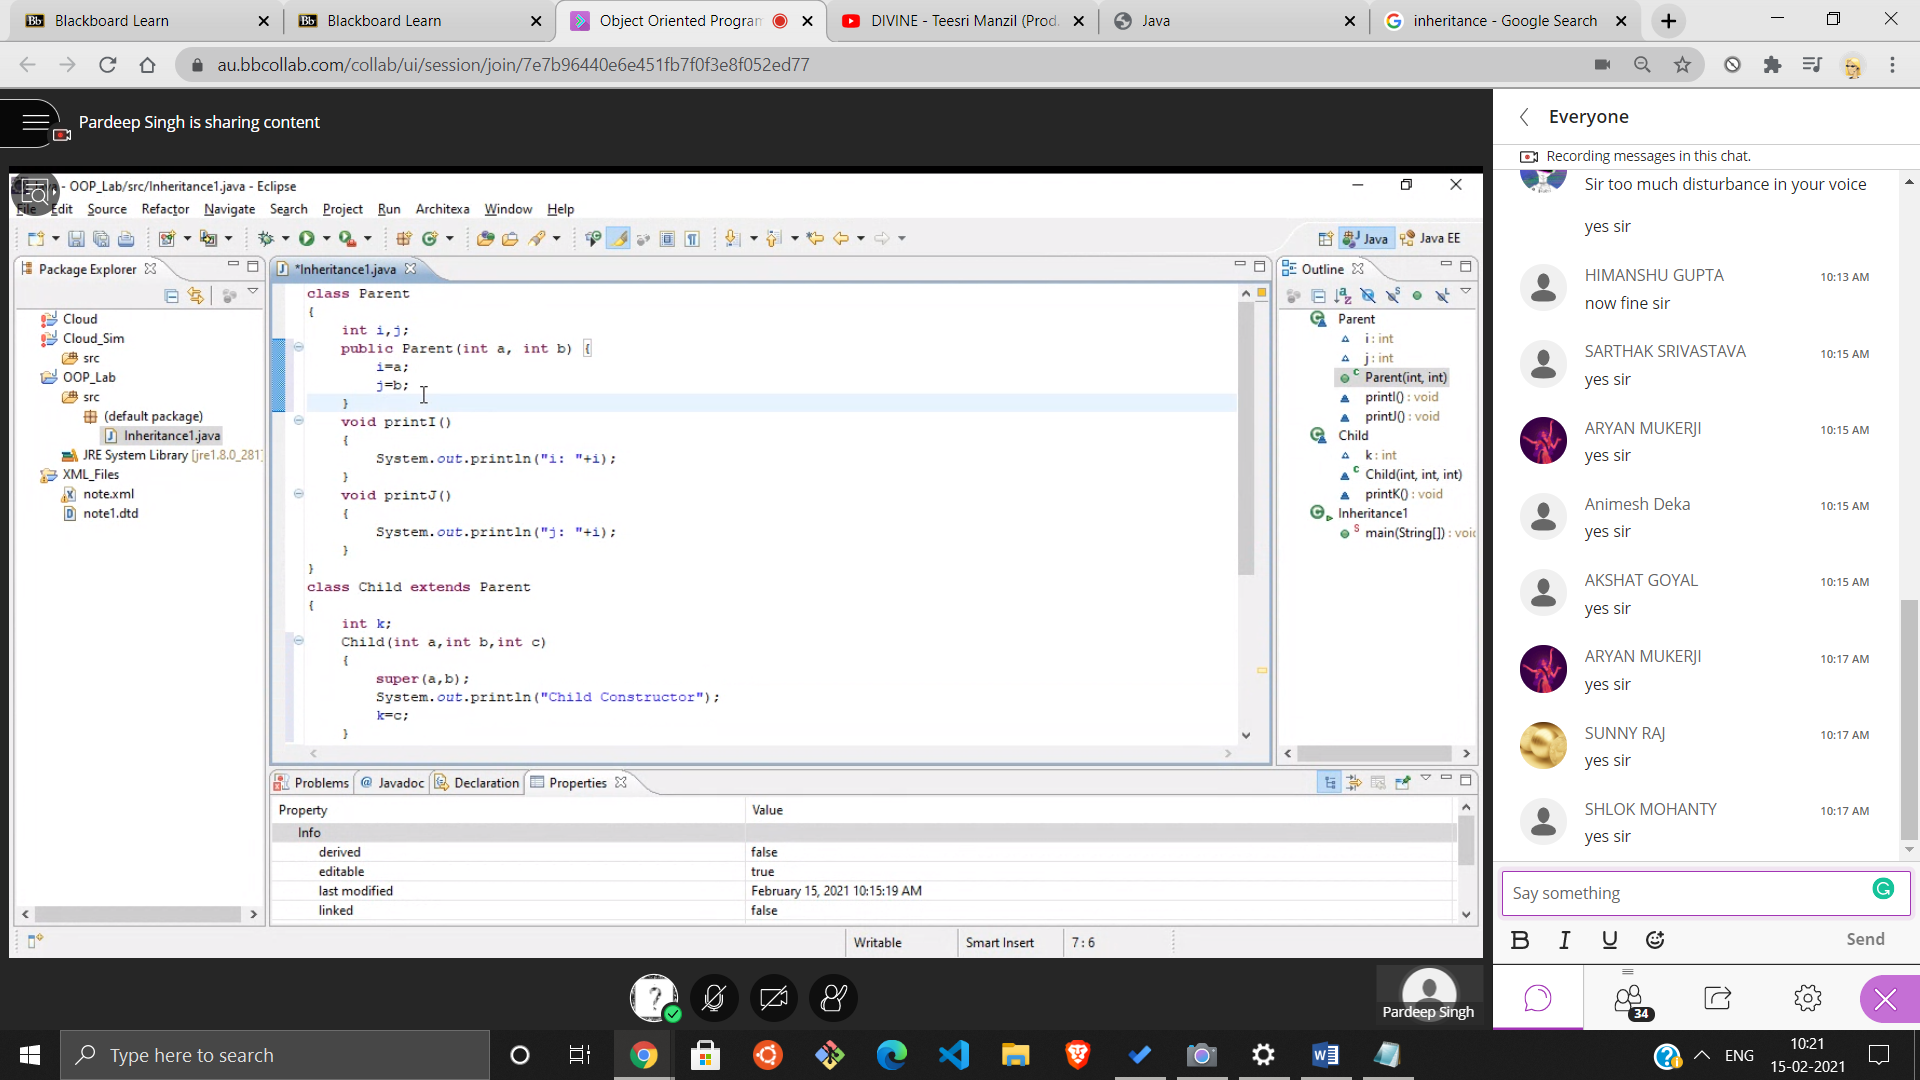 Blackboard Learn
Blackboard Learn
Object Oriented Program
DIVINE - Teesri Manzil (Prod.
Java
inheritance - Google Search
au.bbcollab.com/collab/ui/session/join/7e7b96440e6e451fb7f0f3e8f052ed77
Pardeep Singh is sharing content
- OOP_Lab/src/Inheritance1.java - Eclipse
File Edit Source Refactor Navigate Search Project Run Architexa Window Help
Java
Java EE
Package Explorer
Cloud
Cloud_Sim
src
OOP_Lab
src
(default package)
Inheritance1.java
JRE System Library [jre1.8.0_281]
XML_Files
note.xml
note1.dtd
*Inheritance1.java
class Parent
{
int i,j;
public Parent(int a, int b) {
i=a;
j=b;
}
void printI()
{
System.out.println("i: "+i);
}
void printJ()
{
System.out.println("j: "+i);
}
}
class Child extends Parent
{
int k;
Child(int a,int b,int c)
{
super(a,b);
System.out.println("Child Constructor");
k=c;
}
Outline
Parent
i : int
j : int
Parent(int, int)
printI() : void
printJ() : void
Child
k : int
Child(int, int, int)
printK() : void
Inheritance1
main(String[]) : voic
Problems
@ Javadoc
Declaration
Properties
Property Value
Info
derived false
editable true
last modified February 15, 2021 10:15:19 AM
linked false
Writable
Smart Insert
7 : 6
Pardeep Singh
Everyone
Recording messages in this chat.
Sir too much disturbance in your voice
yes sir
HIMANSHU GUPTA 10:13 AM
now fine sir
SARTHAK SRIVASTAVA 10:15 AM
yes sir
ARYAN MUKERJI 10:15 AM
yes sir
Animesh Deka 10:15 AM
yes sir
AKSHAT GOYAL 10:15 AM
yes sir
ARYAN MUKERJI 10:17 AM
yes sir
SUNNY RAJ 10:17 AM
yes sir
SHLOK MOHANTY 10:17 AM
yes sir
Say something
B I U
Send
34
Type here to search
ENG
10:21
15-02-2021